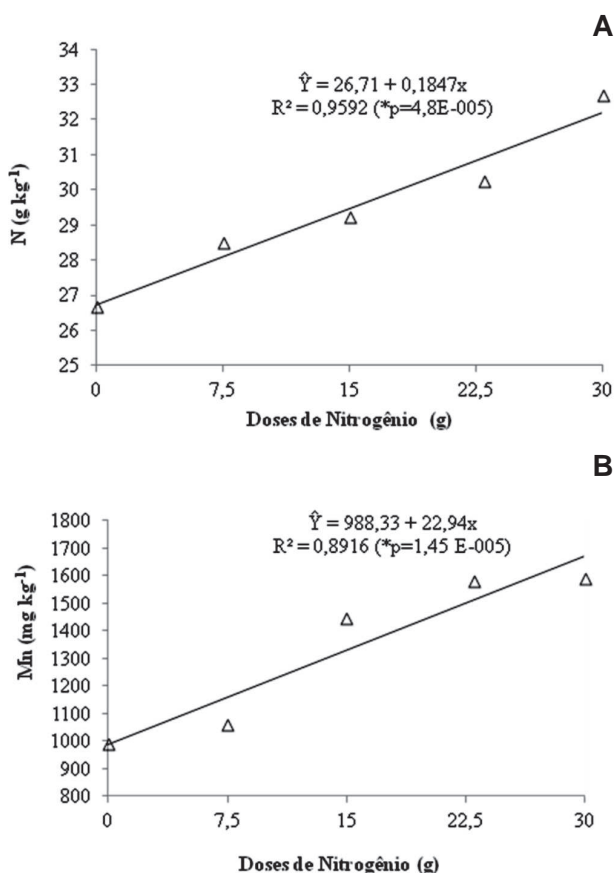 A
34
33
32
31
30
29
28
27
26
25
N (g kg⁻¹)
Ŷ = 26,71 + 0,1847x
R² = 0,9592 (*p=4,8E-005)
0 7,5 15 22,5 30
Doses de Nitrogênio (g)
B
1800
1700
1600
1500
1400
1300
1200
1100
1000
900
800
Mn (mg kg⁻¹)
Ŷ = 988,33 + 22,94x
R² = 0,8916 (*p=1,45 E-005)
0 7,5 15 22,5 30
Doses de Nitrogênio (g)